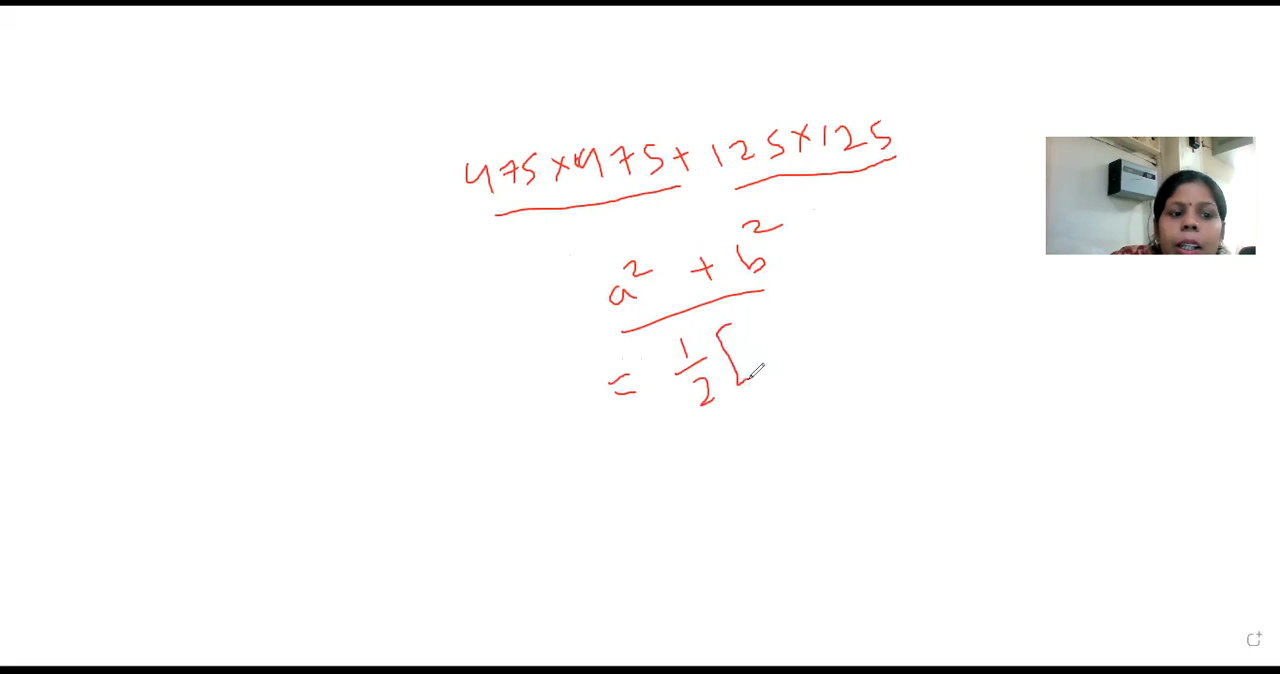 475×475+125×125
a² + b²
= 1/2 [